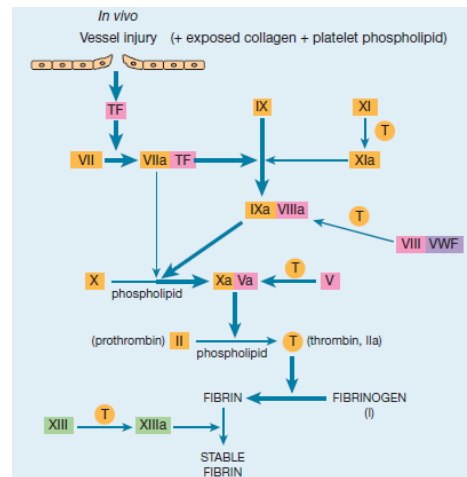 In vivo
Vessel injury (+ exposed collagen + platelet phospholipid)
TF
IX
XI
T
VII
VIIa TF
XIa
IXa VIIIa
T
VIII VWF
X
phospholipid
Xa Va
T
V
(prothrombin) II
phospholipid
T (thrombin, IIa)
FIBRIN
FIBRINOGEN
(I)
XIII
T
XIIIa
STABLE
FIBRIN